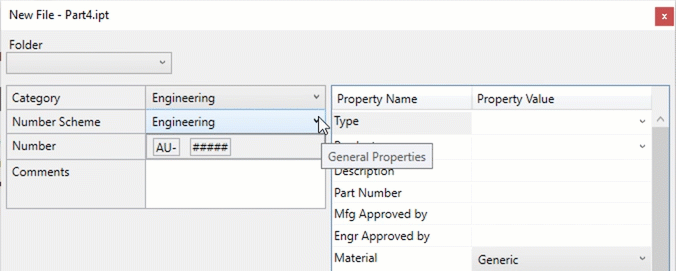 New File - Part4.ipt
x
Folder
Category Engineering
Number Scheme Engineering
Number AU- #####
Comments
General Properties
Property Name Property Value
Type
Description
Part Number
Mfg Approved by
Engr Approved by
Material Generic